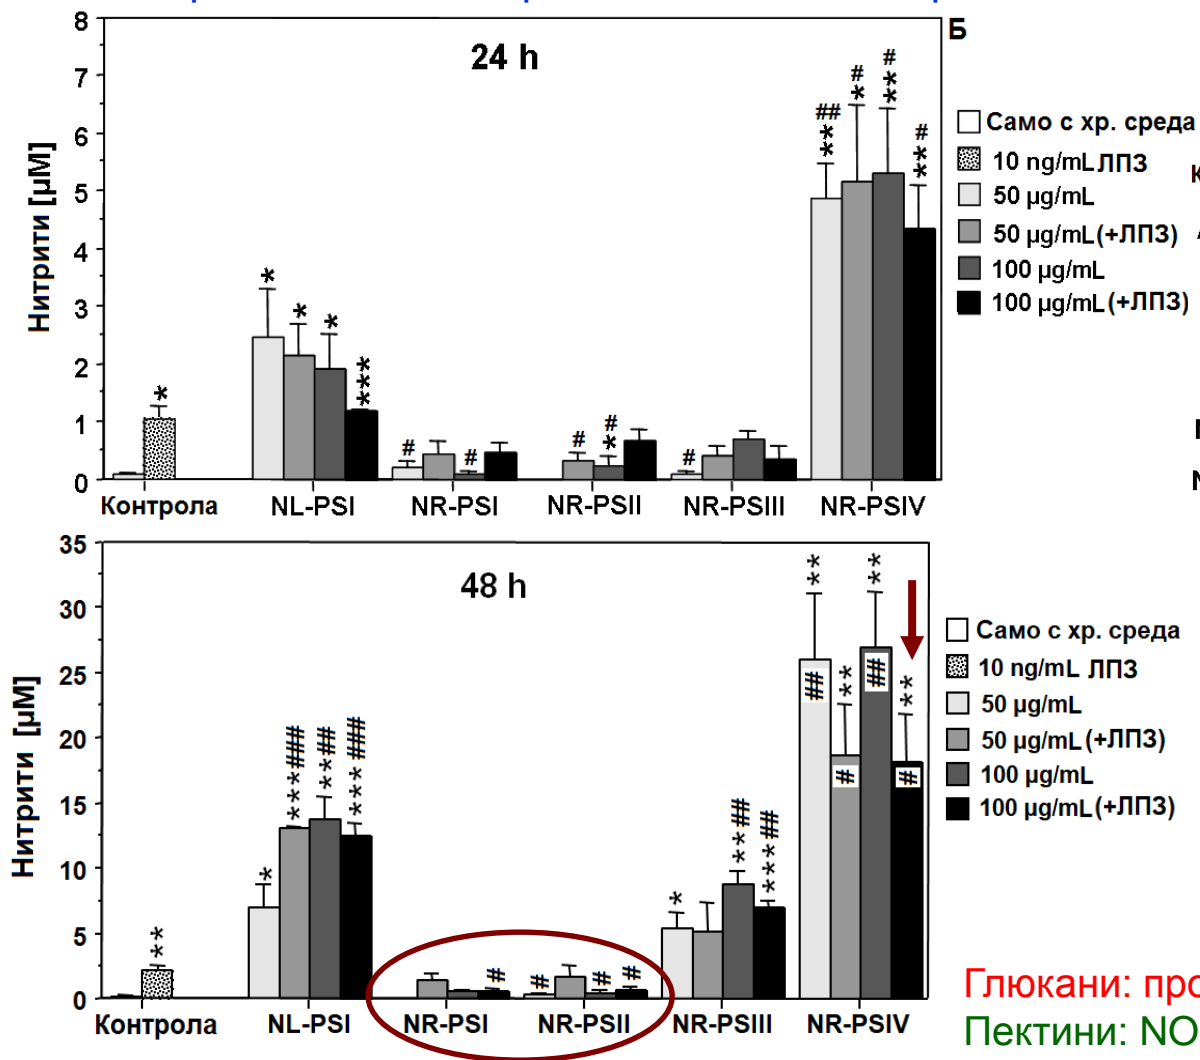 8
7
6
5
4
3
2
1
0
Нитрити [µM]
24 h
Б
*
*
*
*
***
#
#
#
#
*
#
##
***
#
*
#
***
#
***
Контрола
NL-PSI
NR-PSI
NR-PSII
NR-PSIII
NR-PSIV
Само с хр. среда
10 ng/mL ЛПЗ
50 µg/mL
50 µg/mL (+ЛПЗ)
100 µg/mL
100 µg/mL (+ЛПЗ)
35
30
25
20
15
10
5
0
Нитрити [µM]
48 h
**
*
***###
**##
***###
#
#
#
#
*
**##
****##
**
##
**
#
**
##
**
#
Контрола
NL-PSI
NR-PSI
NR-PSII
NR-PSIII
NR-PSIV
Само с хр. среда
10 ng/mL ЛПЗ
50 µg/mL
50 µg/mL (+ЛПЗ)
100 µg/mL
100 µg/mL (+ЛПЗ)
Глюкани: про
Пектини: NO